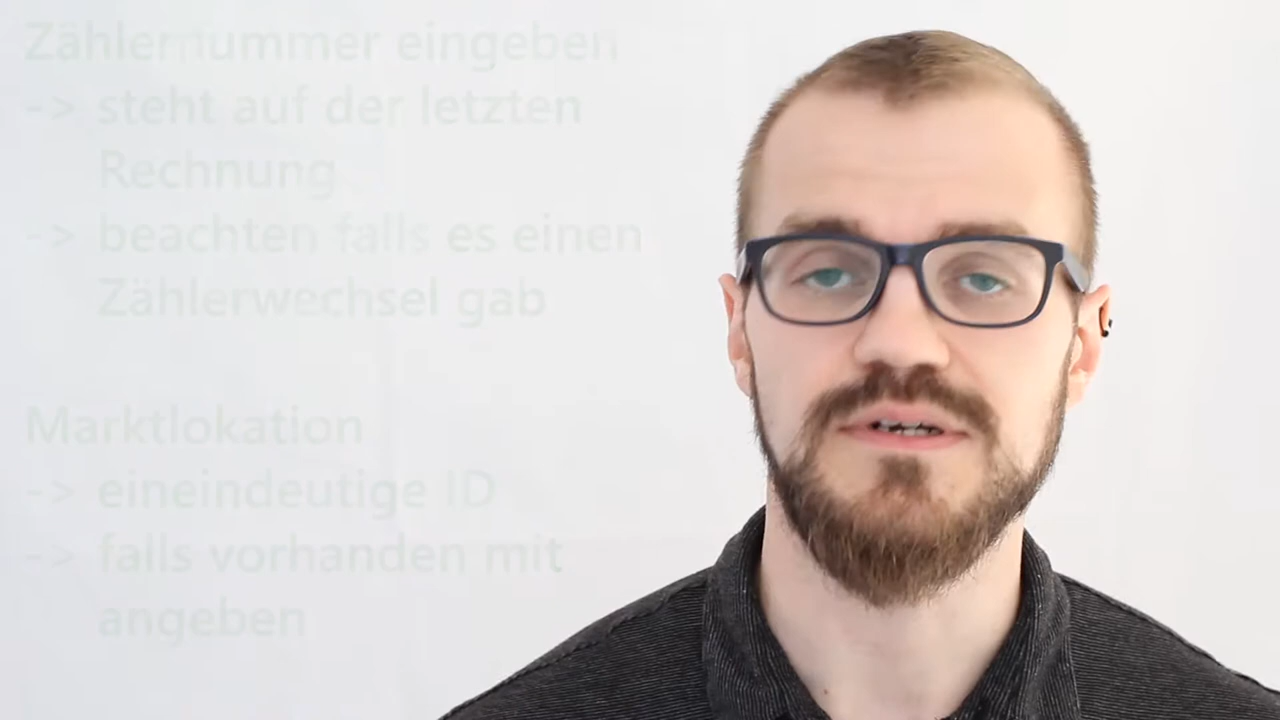 Zählernummer eingeben
-> steht auf der letzten
Rechnung
-> beachten falls es einen
Zählerwechsel gab
Marktlokation
-> eineindeutige ID
-> falls vorhanden mit
angeben